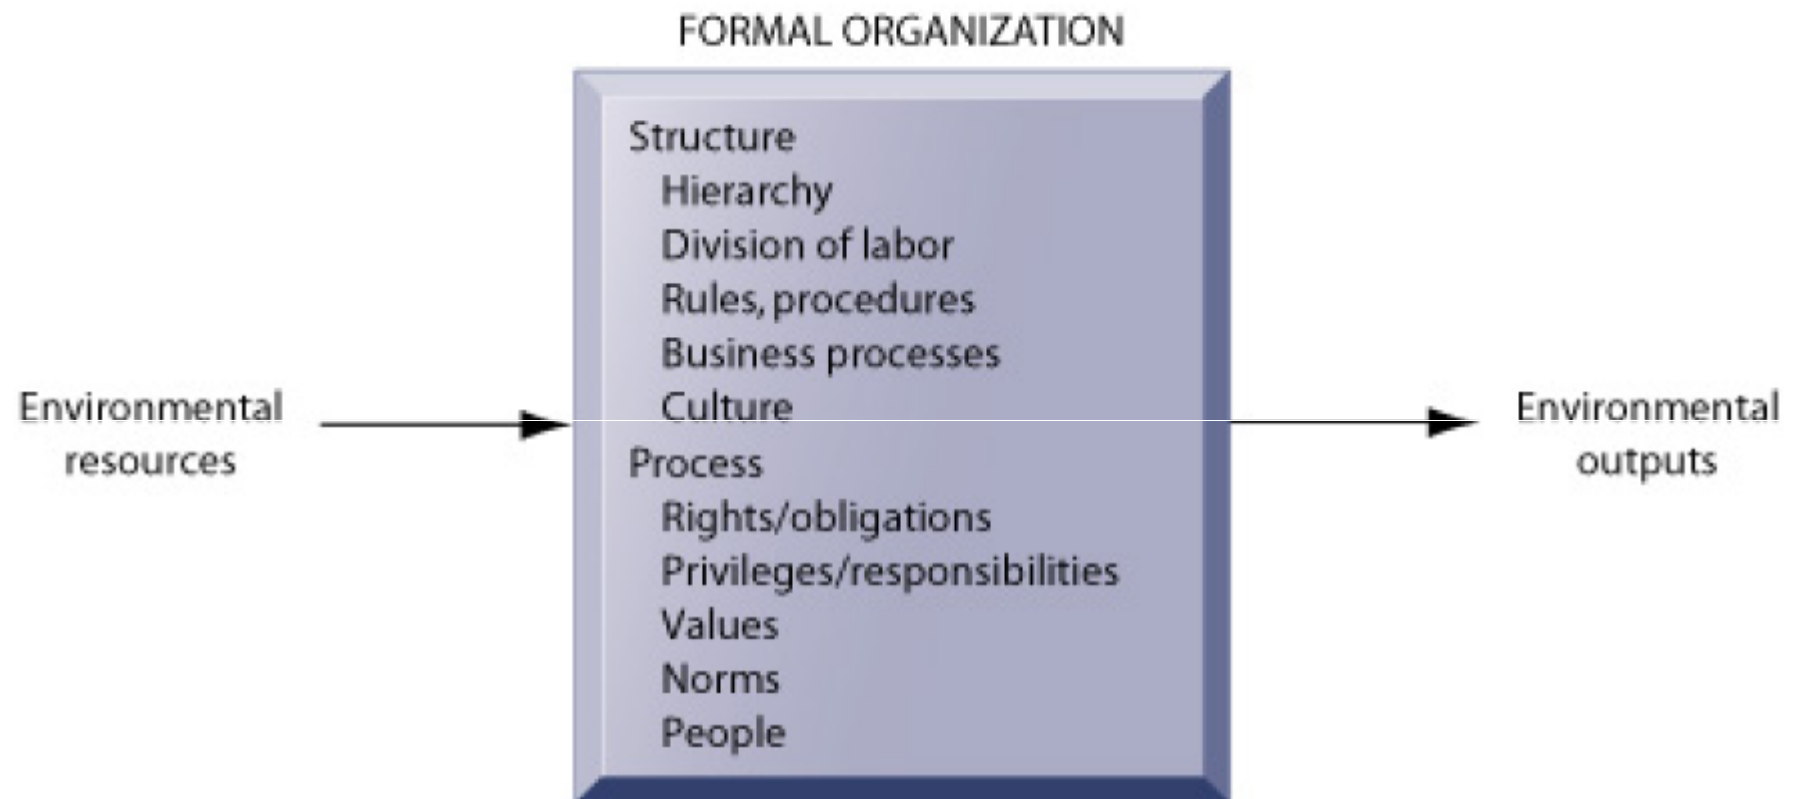 FORMAL ORGANIZATION
Structure
Hierarchy
Division of labor
Rules, procedures
Business processes
Culture
Process
Rights/obligations
Privileges/responsibilities
Values
Norms
People
Environmental
resources
Environmental
outputs